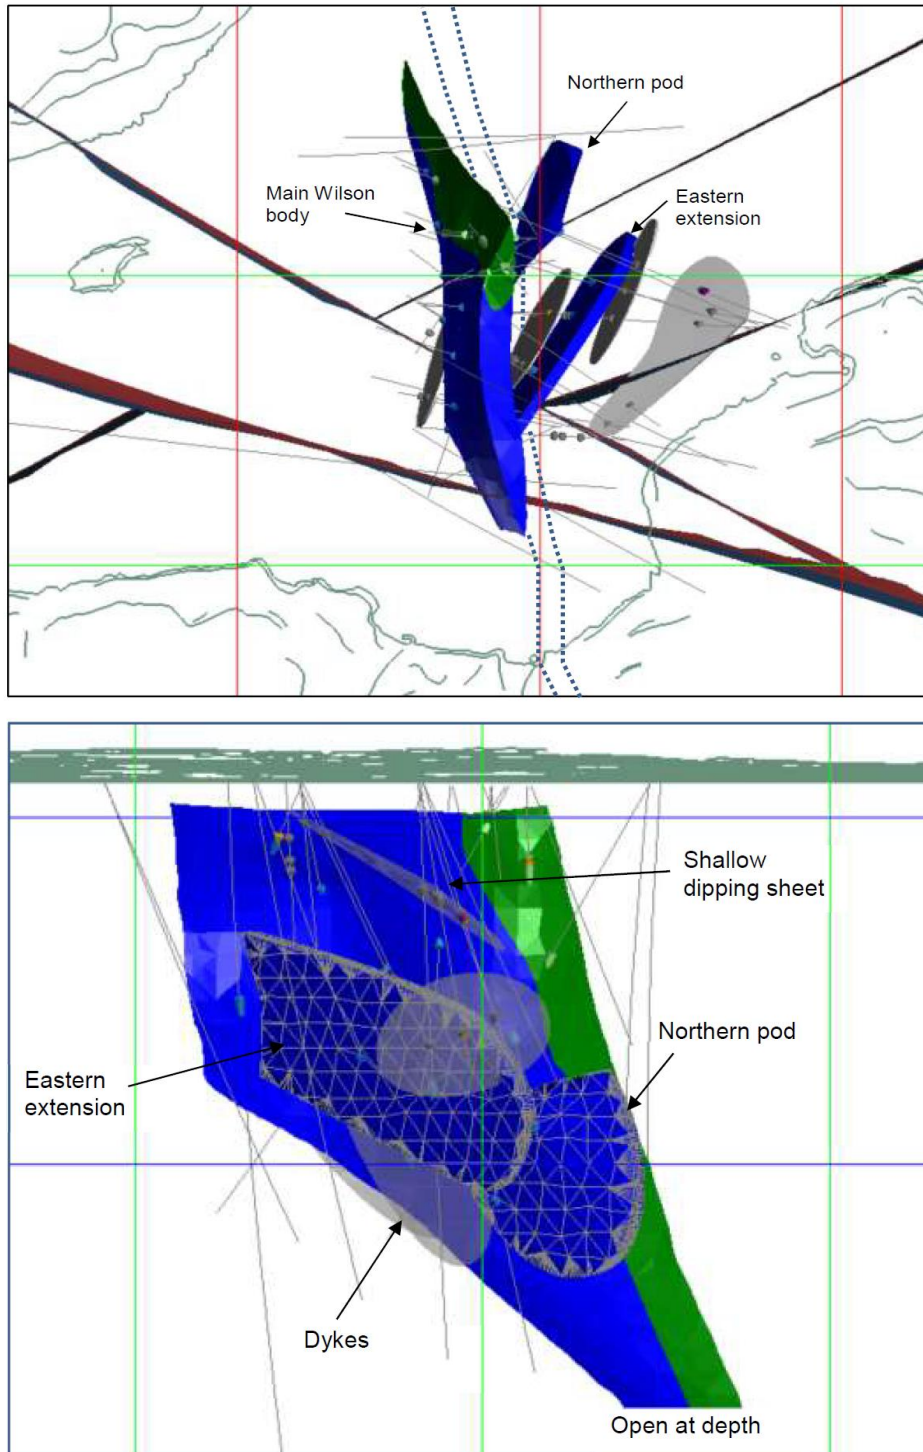 Northern pod
Eastern
extension
Main Wilson
body
Shallow
dipping sheet
Northern pod
Eastern
extension
Dykes
Open at depth